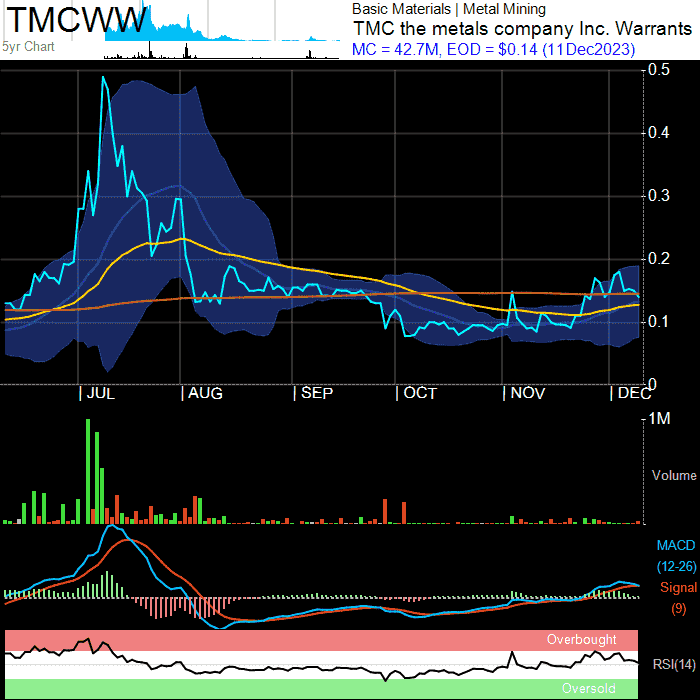 TMCWW
5yr Chart
Basic Materials | Metal Mining
TMC the metals company Inc. Warrants
MC = 42.7M, EOD = $0.14 (11Dec2023)
0.5
0.4
0.3
0.2
0.1
0
| JUL | AUG | SEP | OCT | NOV | DEC
1M
Volume
MACD
(12-26)
Signal
(9)
Overbought
RSI(14)
Oversold